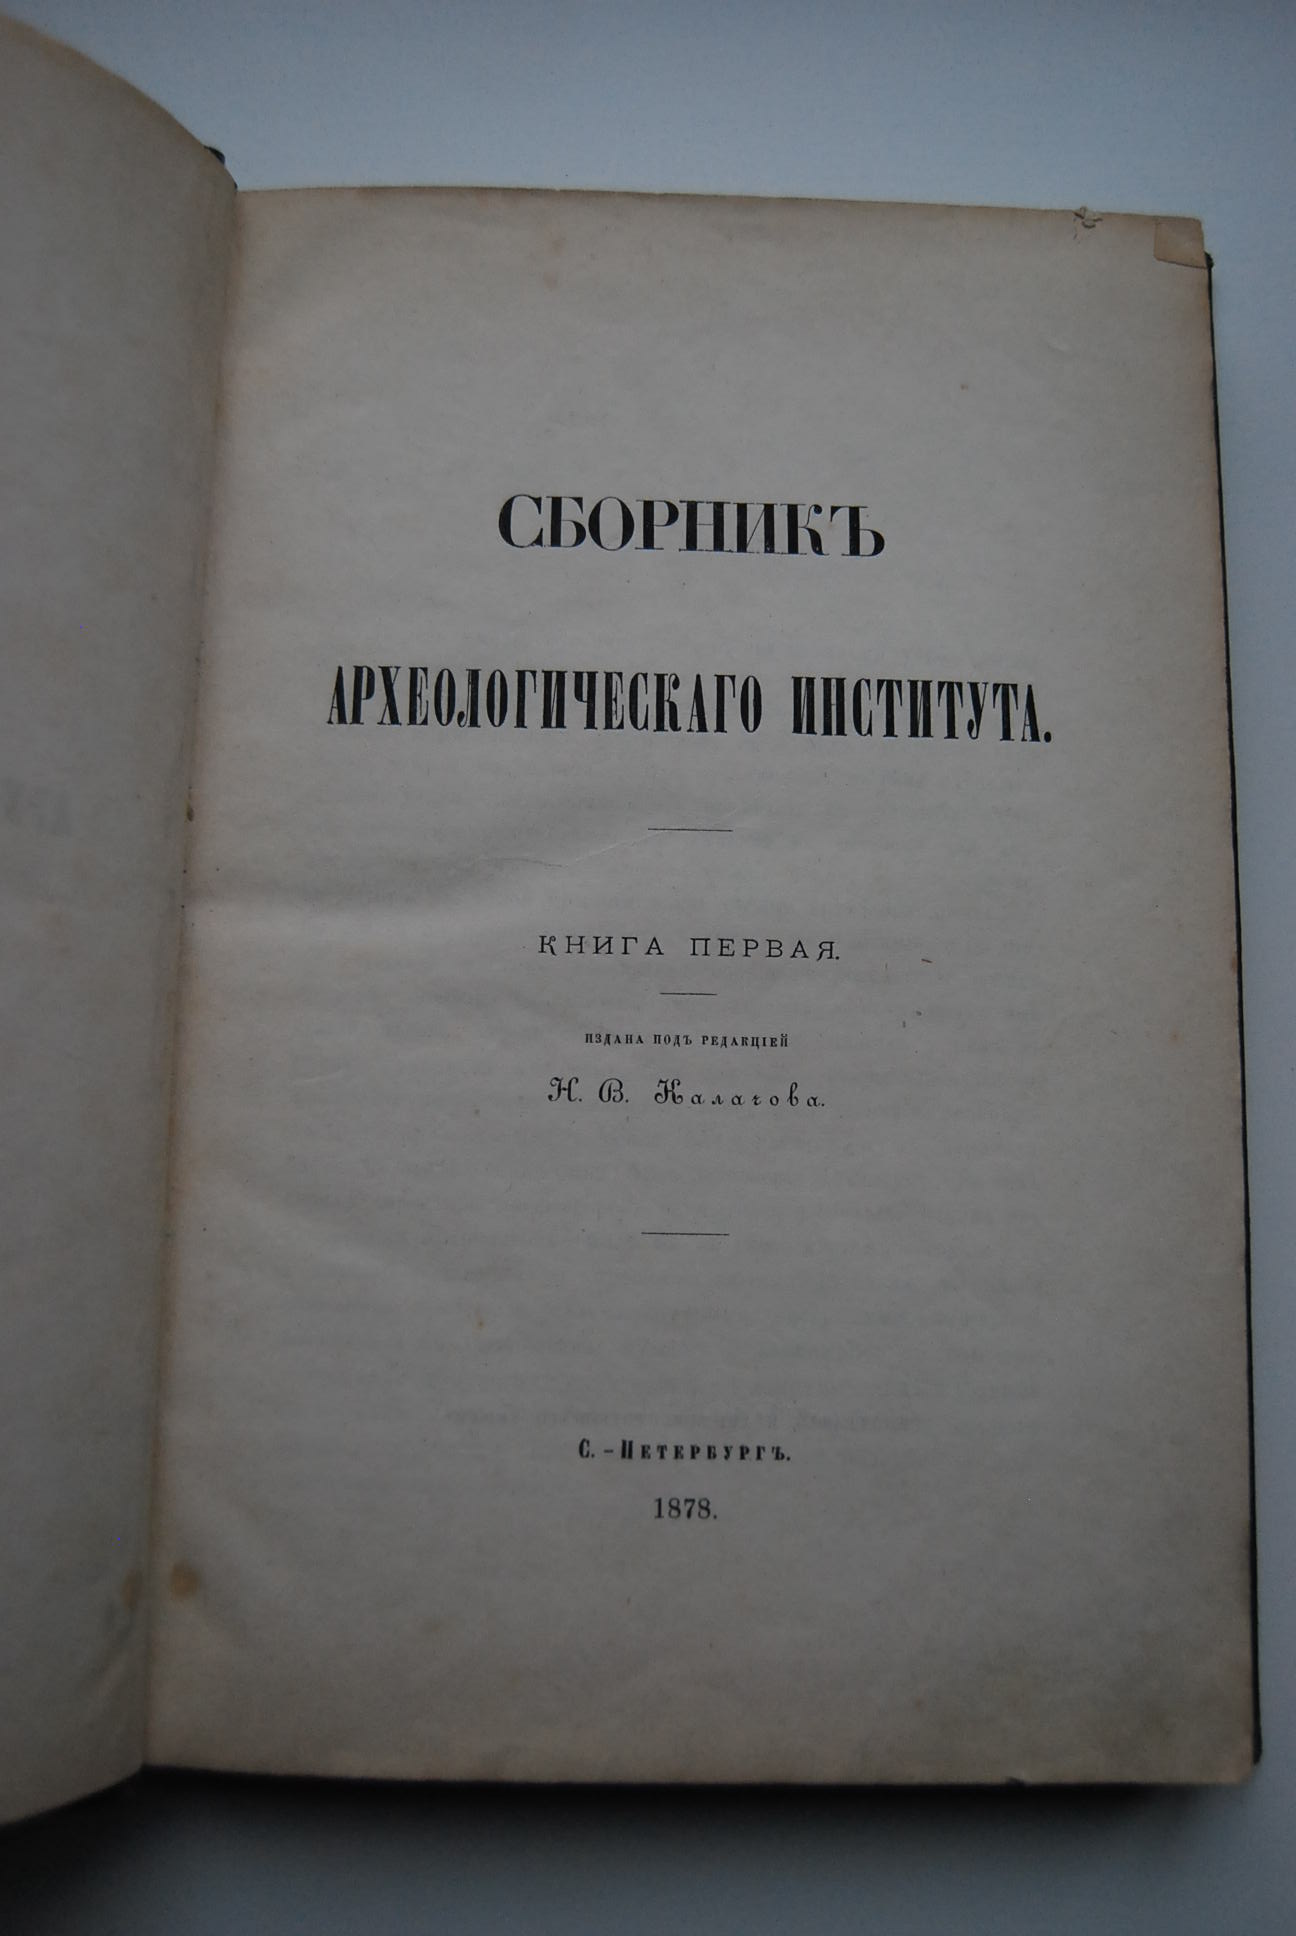 СБОРНИКЪ
АРХЕОЛОГИЧЕСКАГО ИНСТИТУТА.
КНИГА ПЕРВАЯ.
ИЗДАНА ПОДЪ РЕДАКЦІЕЙ
Н. В. Калачова.
С.-ПЕТЕРБУРГЪ.
1878.